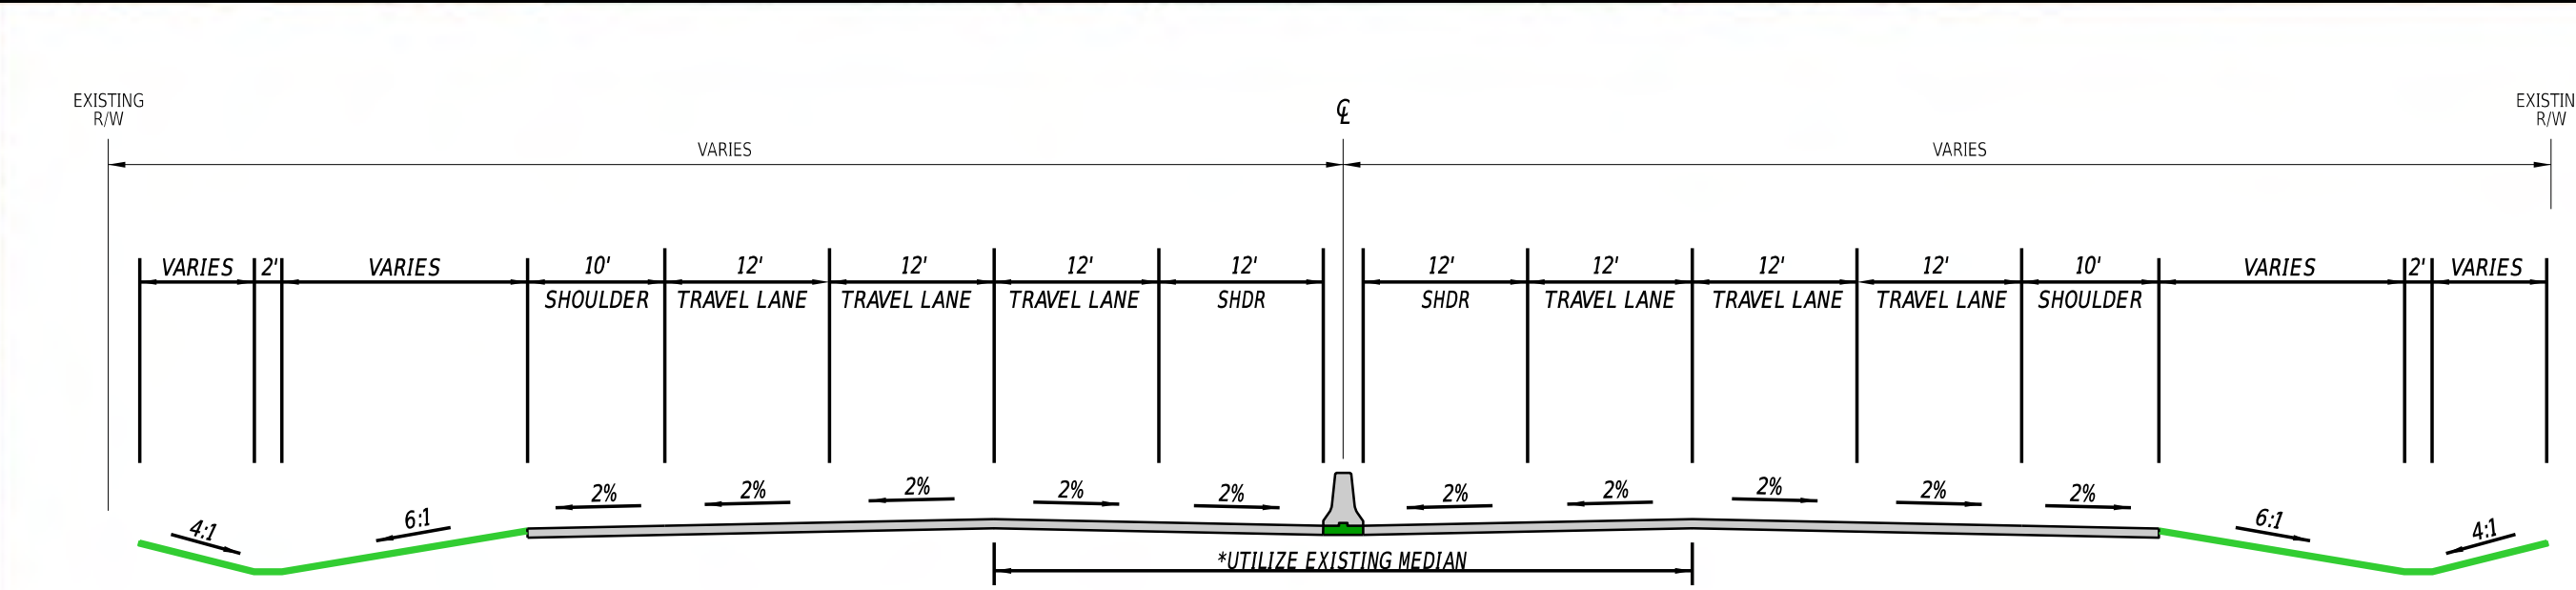 EXISTING
R/W
℄
EXISTIN
R/W
VARIES
VARIES
VARIES 2' VARIES 10' 12' 12' 12' 12' 12' 12' 12' 12' 10' VARIES 2' VARIES
SHOULDER TRAVEL LANE TRAVEL LANE TRAVEL LANE SHDR SHDR TRAVEL LANE TRAVEL LANE TRAVEL LANE SHOULDER
4:1 6:1 2% 2% 2% 2% 2% 2% 2% 2% 2% 2% 6:1 4:1
*UTILIZE EXISTING MEDIAN